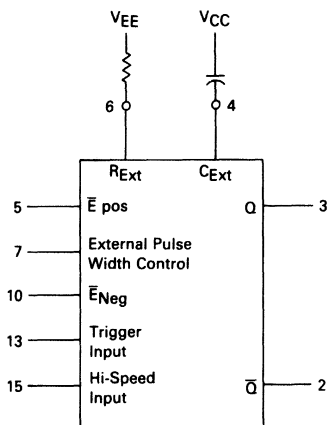 VEE VCC
6 4
RExt CExt
5 E̅ pos Q 3
7 External Pulse
Width Control
10 E̅Neg
13 Trigger
Input
15 Hi-Speed
Input
Q̅ 2